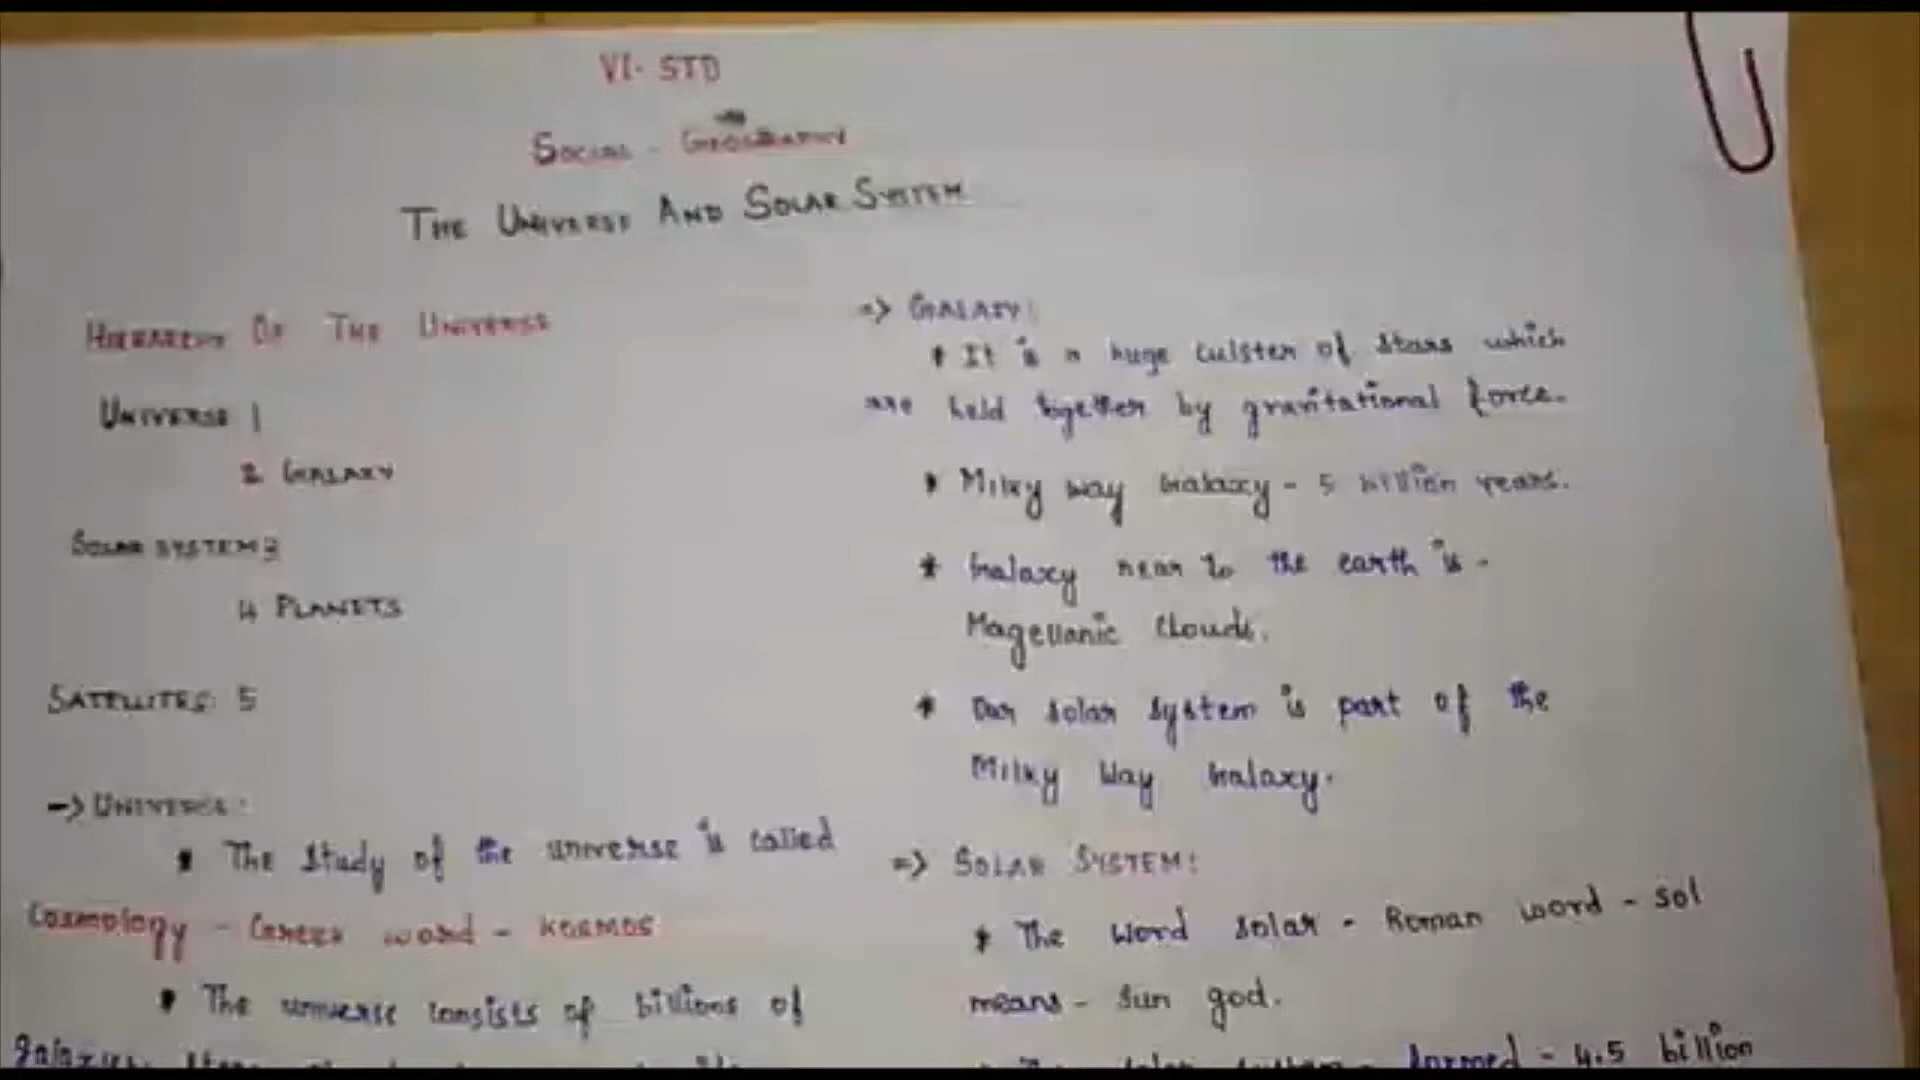 VI- STD
SOCIAL - GEOGRAPHY
THE UNIVERSE AND SOLAR SYSTEM
HIERARCHY OF THE UNIVERSE
UNIVERSE 1
2 GALAXY
SOLAR SYSTEM 3
4 PLANETS
SATELLITES: 5
-> UNIVERSE:
* The study of the universe is called
Cosmology - Greek word - KOSMOS
* The universe consists of billions of
galaxies,
=> GALAXY:
* It is a huge culster of stars which
are held together by gravitational force.
* Milky way Galaxy - 5 billion years.
* Galaxy near to the earth is -
Magellanic Clouds.
* Our solar system is part of the
Milky Way Galaxy.
=> SOLAR SYSTEM:
* The word solar - Roman word - sol
means - Sun god.
formed - 4.5 billion